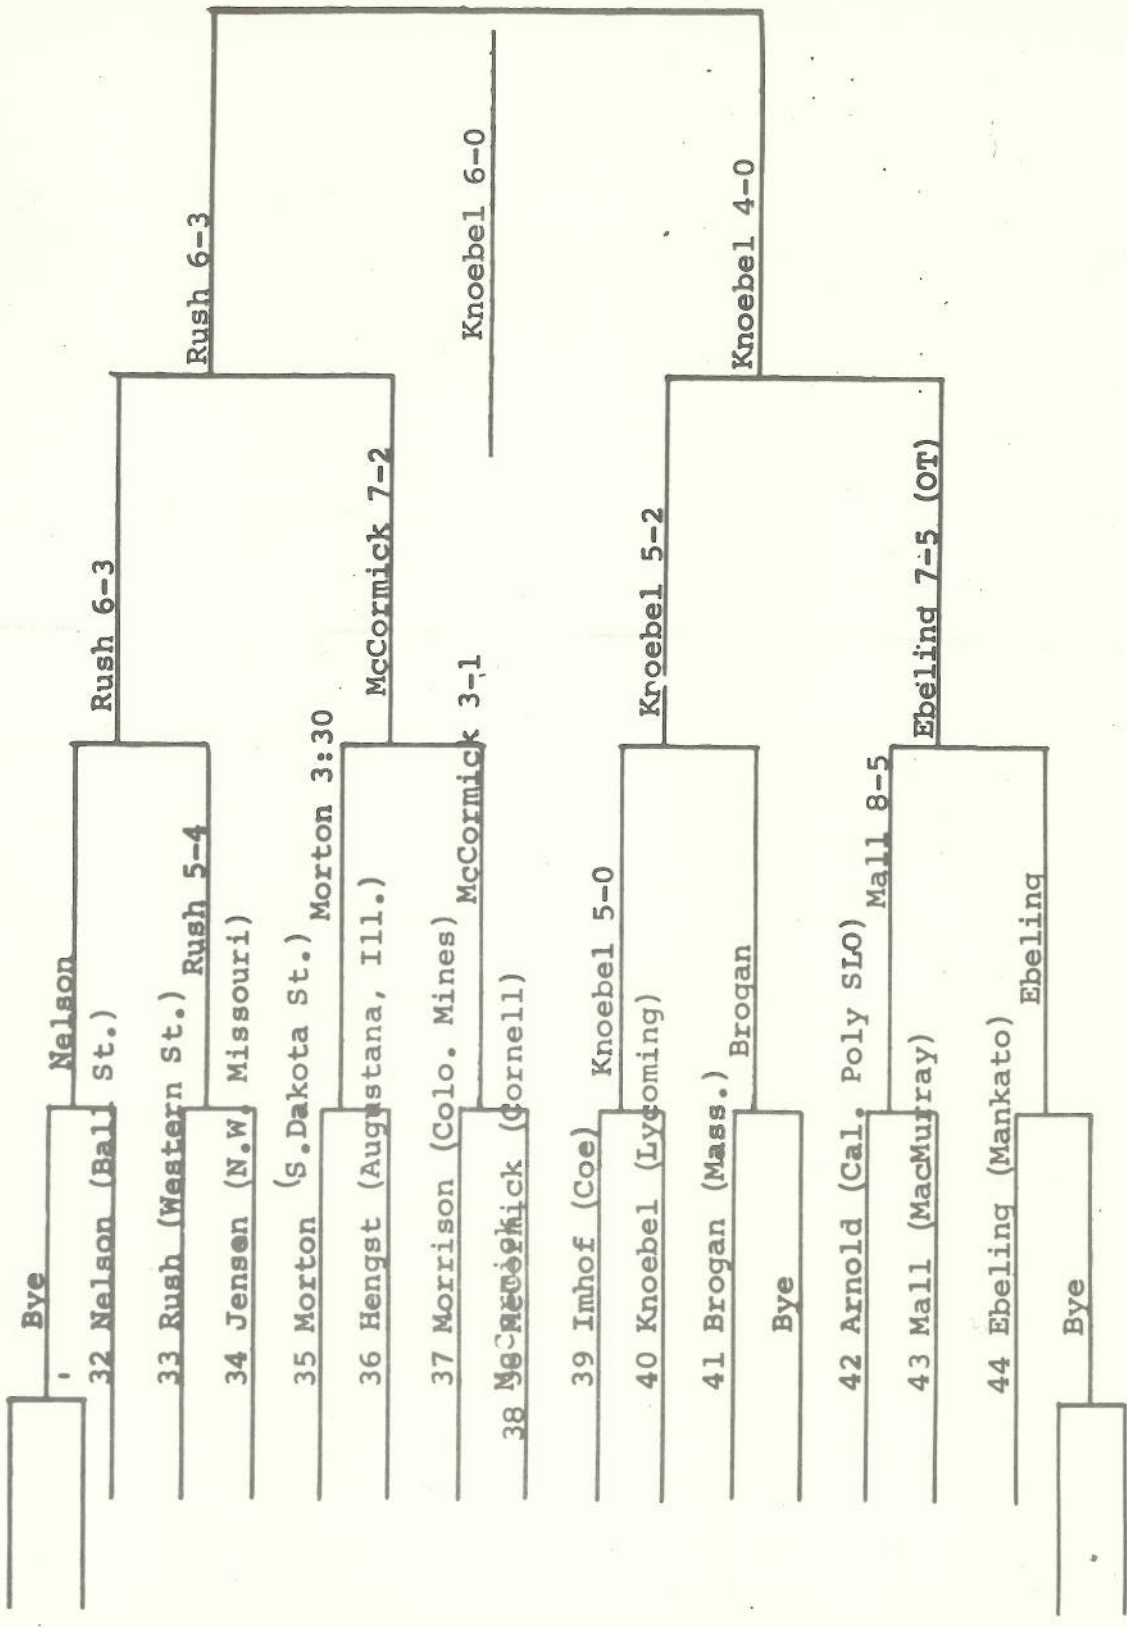 Bye
32 Nelson (Ball St.)
Nelson
33 Rush (Western St.)
34 Jensen (N.W. Missouri)
Rush 5-4
Rush 6-3
35 Morton (S.Dakota St.)
36 Hengst (Augustana, Ill.)
Morton 3:30
37 Morrison (Colo. Mines)
38 McCormick (Cornell)
McCormick 3-1
McCormick 7-2
Rush 6-3
Knoebel 6-0
39 Imhof (Coe)
40 Knoebel (Lycoming)
Knoebel 5-0
41 Brogan (Mass.)
Bye
Brogan
Kroebel 5-2
42 Arnold (Cal. Poly SLO)
43 Mall (MacMurray)
Mall 8-5
44 Ebeling (Mankato)
Bye
Ebeling
Ebeling 7-5 (OT)
Knoebel 4-0